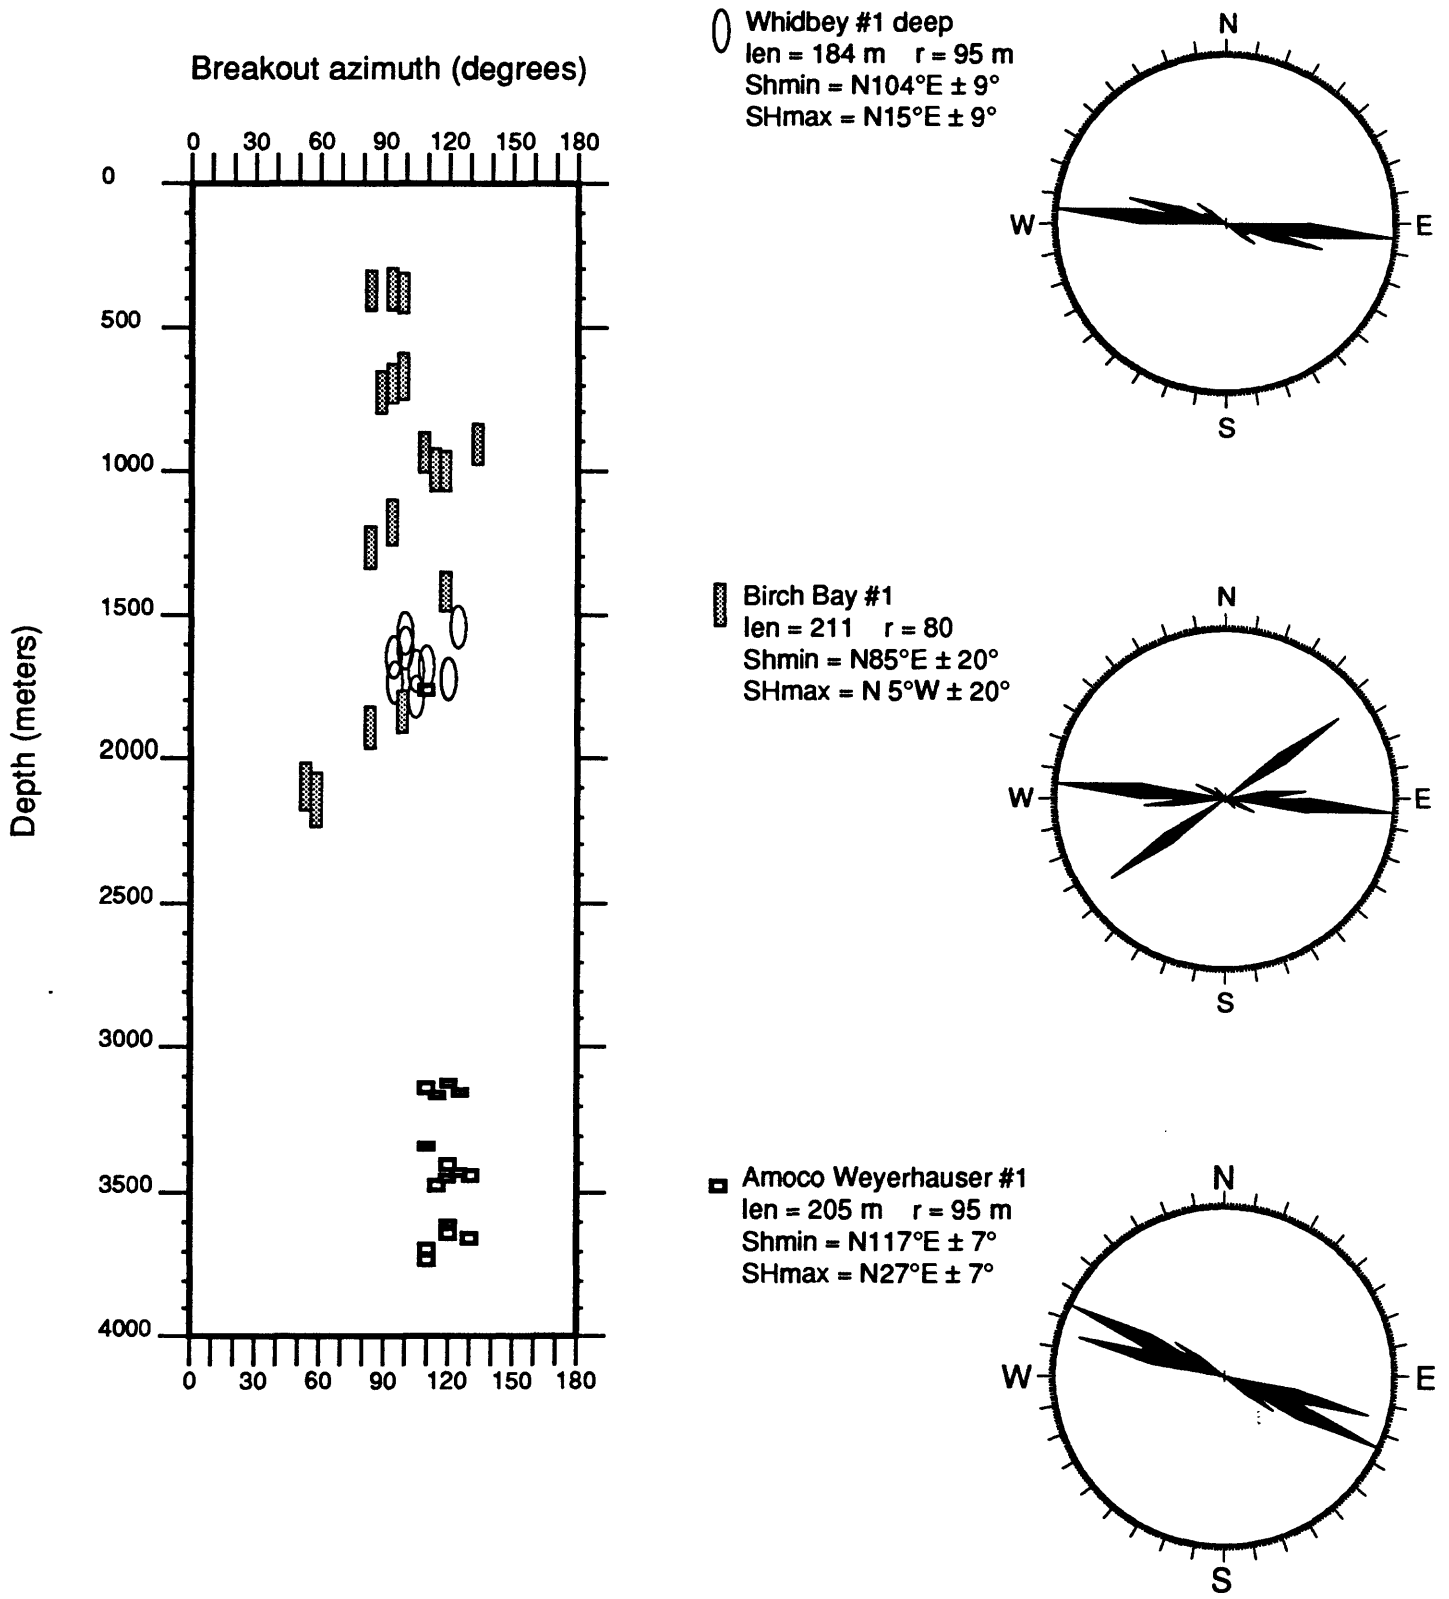 Breakout azimuth (degrees)
0 30 60 90 120 150 180
0
500
1000
1500
2000
2500
3000
3500
4000
0 30 60 90 120 150 180
Depth (meters)
Whidbey #1 deep
len = 184 m r = 95 m
Shmin = N104°E ± 9°
SHmax = N15°E ± 9°
N
W E
S
Birch Bay #1
len = 211 r = 80
Shmin = N85°E ± 20°
SHmax = N 5°W ± 20°
N
W E
S
Amoco Weyerhauser #1
len = 205 m r = 95 m
Shmin = N117°E ± 7°
SHmax = N27°E ± 7°
N
W E
S